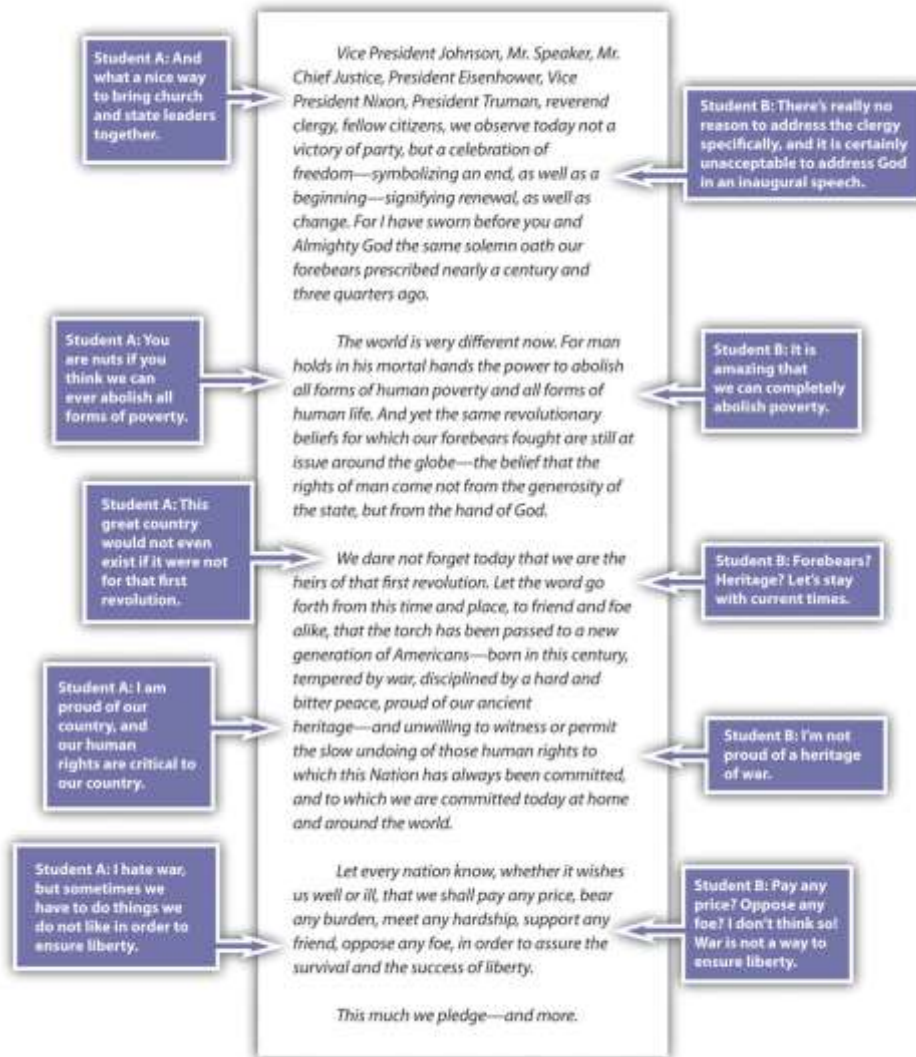 Student A: And
what a nice way
to bring church
and state leaders
together.
Vice President Johnson, Mr. Speaker, Mr.
Chief Justice, President Eisenhower, Vice
President Nixon, President Truman, reverend
clergy, fellow citizens, we observe today not a
victory of party, but a celebration of
freedom—symbolizing an end, as well as a
beginning—signifying renewal, as well as
change. For I have sworn before you and
Almighty God the same solemn oath our
forebears prescribed nearly a century and
three quarters ago.
Student B: There's really no
reason to address the clergy
specifically, and it is certainly
unacceptable to address God
in an inaugural speech.
Student A: You
are nuts if you
think we can
ever abolish all
forms of poverty.
The world is very different now. For man
holds in his mortal hands the power to abolish
all forms of human poverty and all forms of
human life. And yet the same revolutionary
beliefs for which our forebears fought are still at
issue around the globe—the belief that the
rights of man come not from the generosity of
the state, but from the hand of God.
Student B: It is
amazing that
we can completely
abolish poverty.
Student A: This
great country
would not even
exist if it were not
for that first
revolution.
We dare not forget today that we are the
heirs of that first revolution. Let the word go
forth from this time and place, to friend and foe
alike, that the torch has been passed to a new
generation of Americans—born in this century,
tempered by war, disciplined by a hard and
bitter peace, proud of our ancient
heritage—and unwilling to witness or permit
the slow undoing of those human rights to
which this Nation has always been committed,
and to which we are committed today at home
and around the world.
Student B: Forebears?
Heritage? Let's stay
with current times.
Student A: I am
proud of our
country, and
our human
rights are critical to
our country.
Student B: I'm not
proud of a heritage
of war.
Student A: I hate war,
but sometimes we
have to do things we
do not like in order to
ensure liberty.
Let every nation know, whether it wishes
us well or ill, that we shall pay any price, bear
any burden, meet any hardship, support any
friend, oppose any foe, in order to assure the
survival and the success of liberty.
Student B: Pay any
price? Oppose any
foe? I don't think so!
War is not a way to
ensure liberty.
This much we pledge—and more.